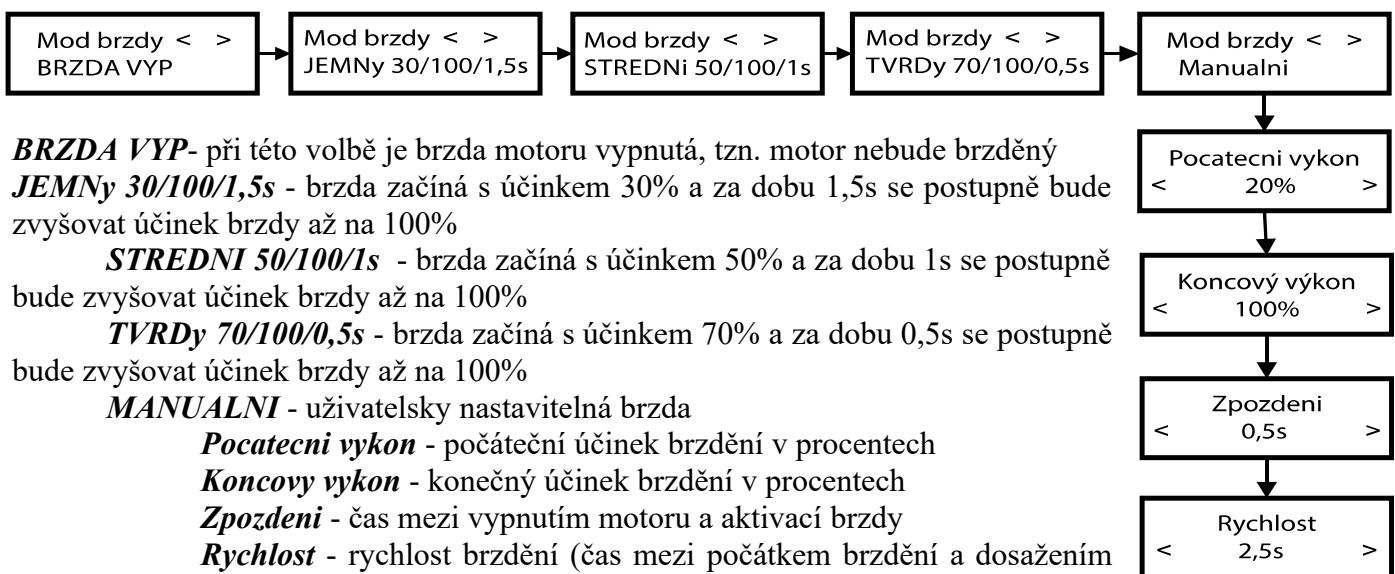 Mod brzdy < >
BRZDA VYP
Mod brzdy < >
JEMNy 30/100/1,5s
Mod brzdy < >
STREDNi 50/100/1s
Mod brzdy < >
TVRDy 70/100/0,5s
Mod brzdy < >
Manualni
BRZDA VYP- při této volbě je brzda motoru vypnutá, tzn. motor nebude brzděný
JEMNy 30/100/1,5s - brzda začíná s účinkem 30% a za dobu 1,5s se postupně bude
zvyšovat účinek brzdy až na 100%
STREDNI 50/100/1s - brzda začíná s účinkem 50% a za dobu 1s se postupně
bude zvyšovat účinek brzdy až na 100%
TVRDy 70/100/0,5s - brzda začíná s účinkem 70% a za dobu 0,5s se postupně
bude zvyšovat účinek brzdy až na 100%
MANUALNI - uživatelsky nastavitelná brzda
Pocatecni vykon - počáteční účinek brzdění v procentech
Koncovy vykon - konečný účinek brzdění v procentech
Zpozdeni - čas mezi vypnutím motoru a aktivací brzdy
Rychlost - rychlost brzdění (čas mezi počátkem brzdění a dosažením
Pocatecni vykon
< 20% >
Koncový výkon
< 100% >
Zpozdeni
< 0,5s >
Rychlost
< 2,5s >